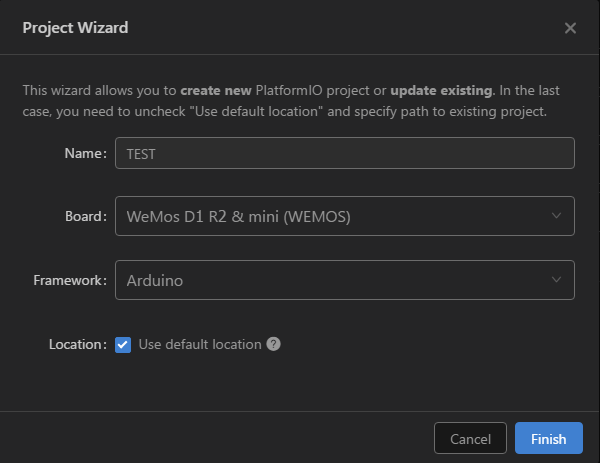 Project Wizard
This wizard allows you to create new PlatformIO project or update existing. In the last
case, you need to uncheck "Use default location" and specify path to existing project.
Name: TEST
Board: WeMos D1 R2 & mini (WEMOS)
Framework: Arduino
Location: Use default location ?
Cancel Finish